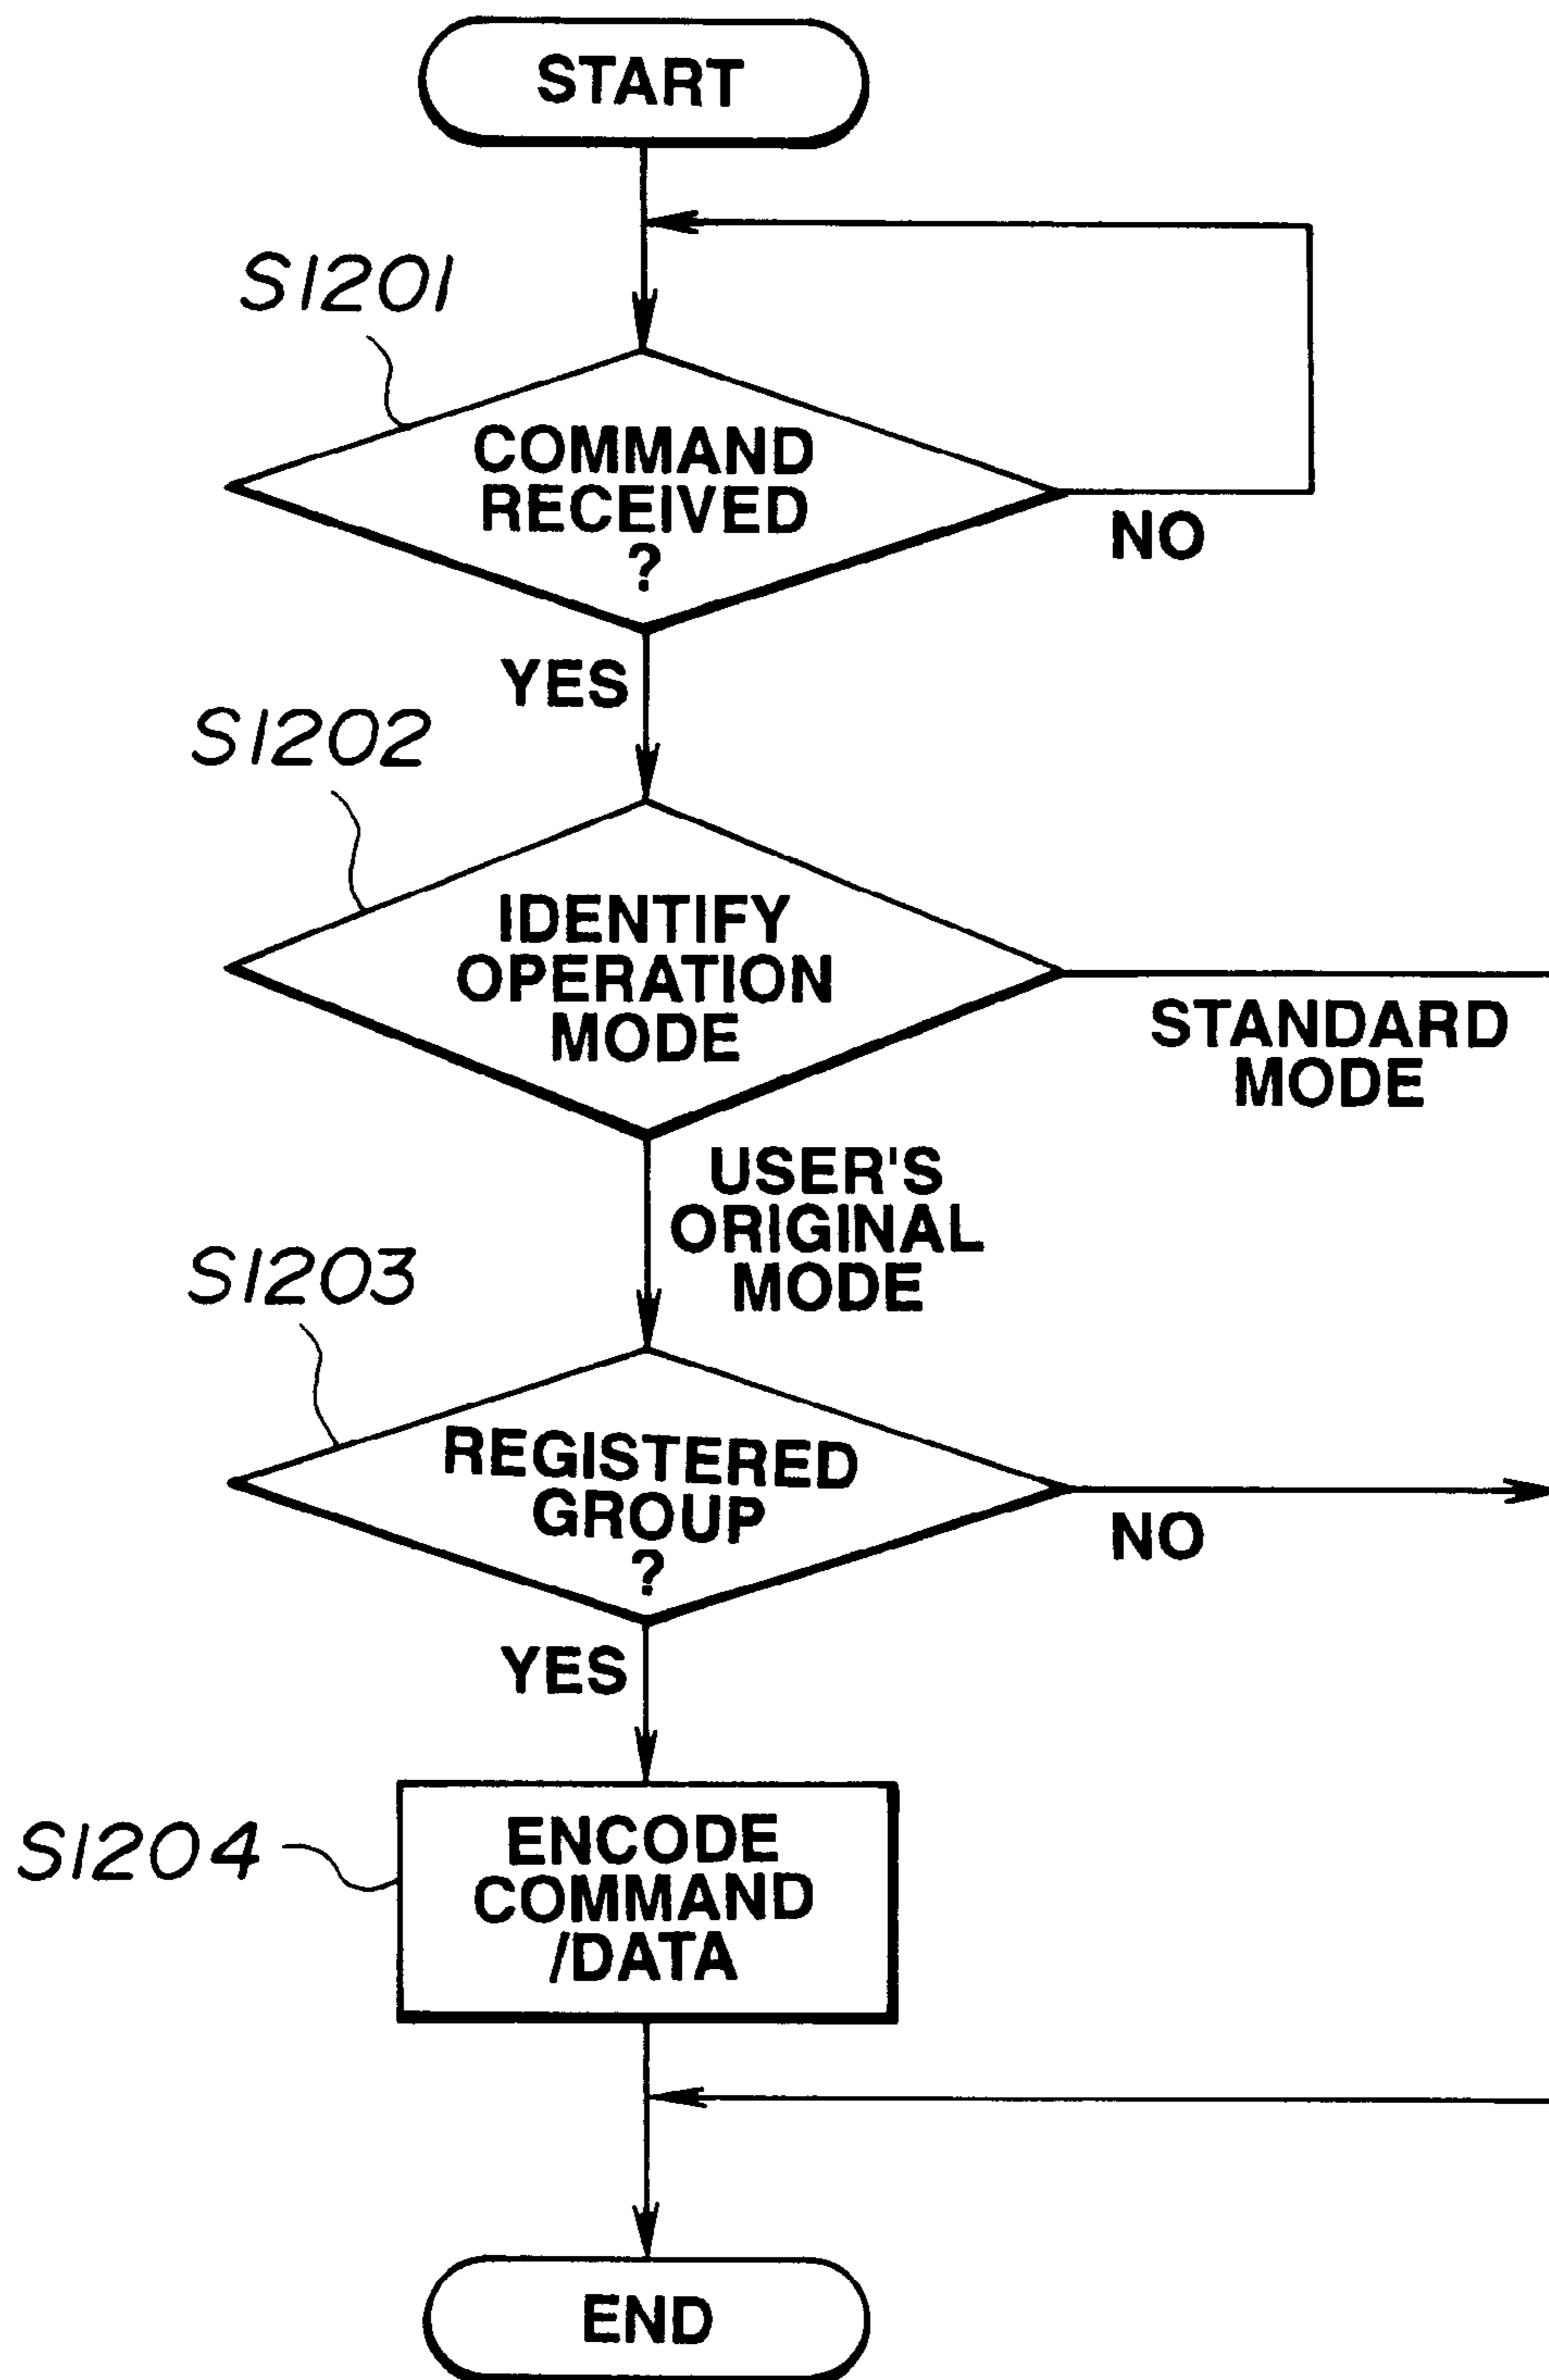 START
S1201
COMMAND
RECEIVED
?
NO
YES
S1202
IDENTIFY
OPERATION
MODE
STANDARD
MODE
USER'S
ORIGINAL
MODE
S1203
REGISTERED
GROUP
?
NO
YES
S1204
ENCODE
COMMAND
/DATA
END